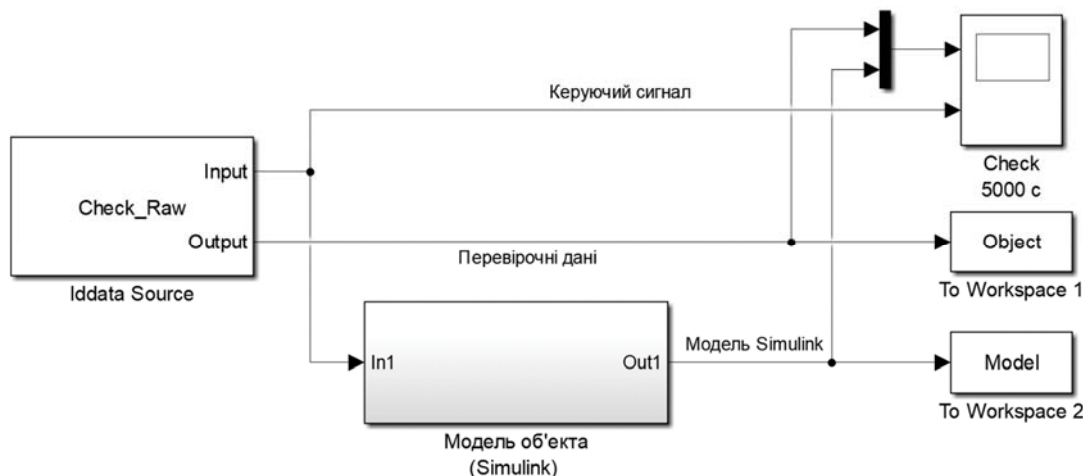 Керуючий сигнал
Input
Check_Raw
Output
Iddata Source
Перевірочні дані
Check
5000 с
Object
To Workspace 1
In1
Out1
Модель Simulink
Model
To Workspace 2
Модель об'екта
(Simulink)